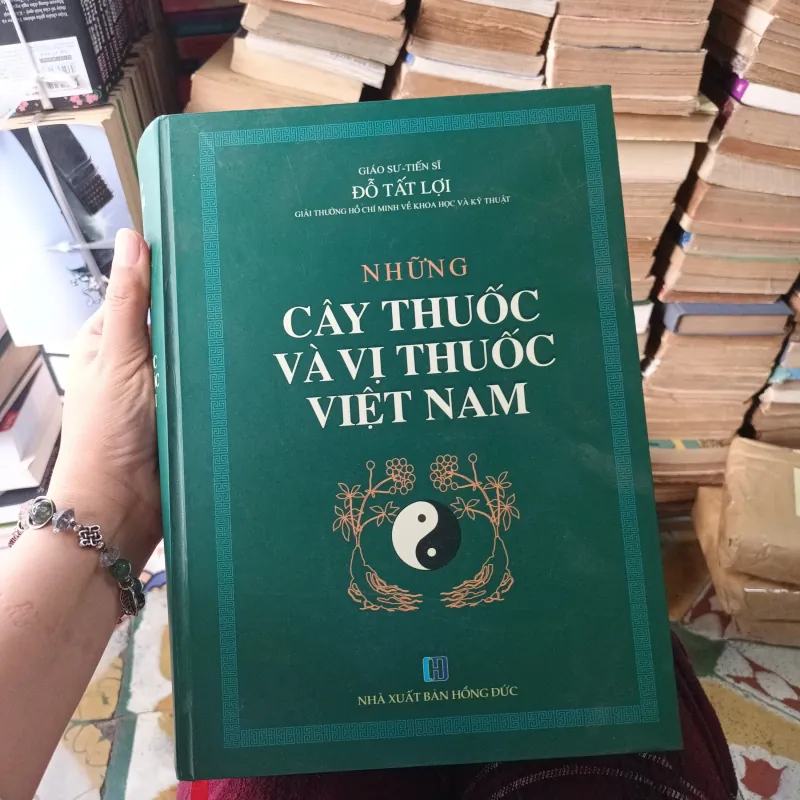 GIÁO SƯ - TIẾN SĨ
ĐỖ TẤT LỢI
GIẢI THƯỞNG HỒ CHÍ MINH VỀ KHOA HỌC VÀ KỸ THUẬT
NHỮNG
CÂY THUỐC
VÀ VỊ THUỐC
VIỆT NAM
NHÀ XUẤT BẢN HỒNG ĐỨC